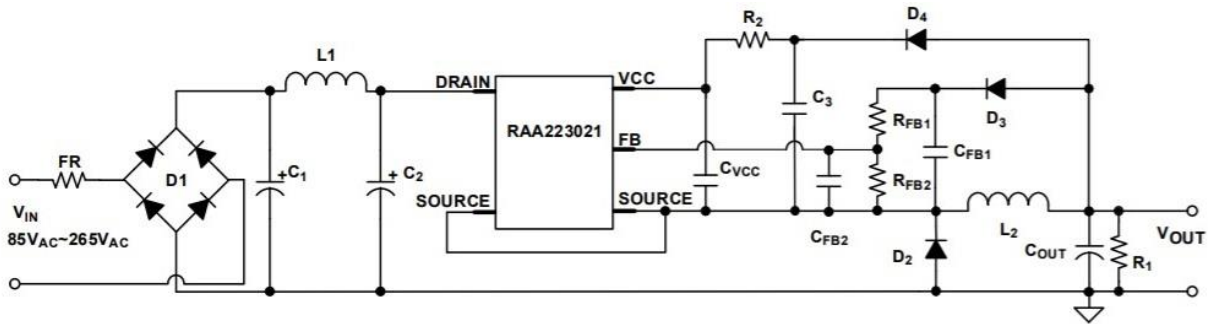 R2
D4
L1
DRAIN
VCC
C3
D3
RAA223021
RFB1
FR
FB
D1
+C1
+C2
CVCC
CFB1
RFB2
SOURCE
SOURCE
VIN
85VAC~265VAC
CFB2
L2
D2
COUT
R1
VOUT